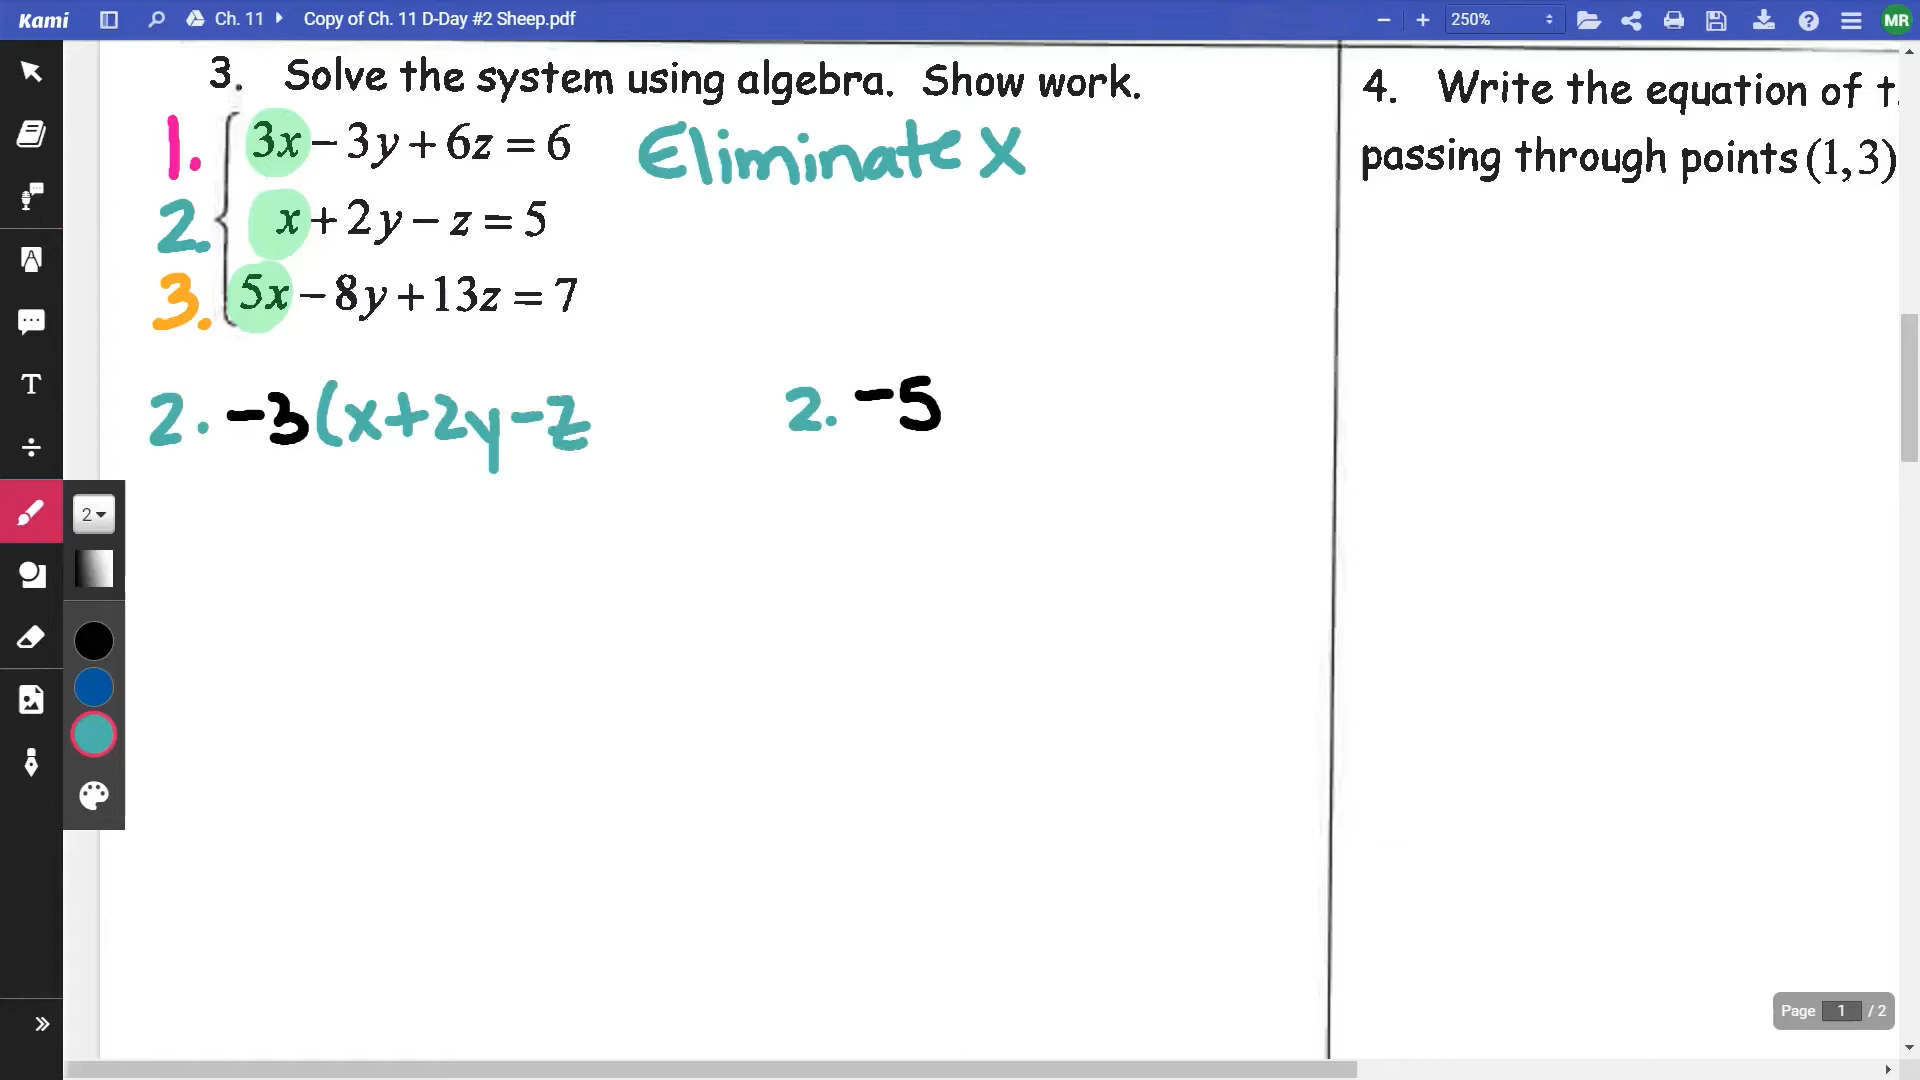 Kami Ch. 11 Copy of Ch. 11 D-Day #2 Sheep.pdf 250% MR
3. Solve the system using algebra. Show work.
1. 3x − 3y + 6z = 6 Eliminate x
2. x + 2y − z = 5
3. 5x − 8y + 13z = 7
2. -3(x+2y-z
2. -5
4. Write the equation of t
passing through points (1,3)
2
Page 1 / 2